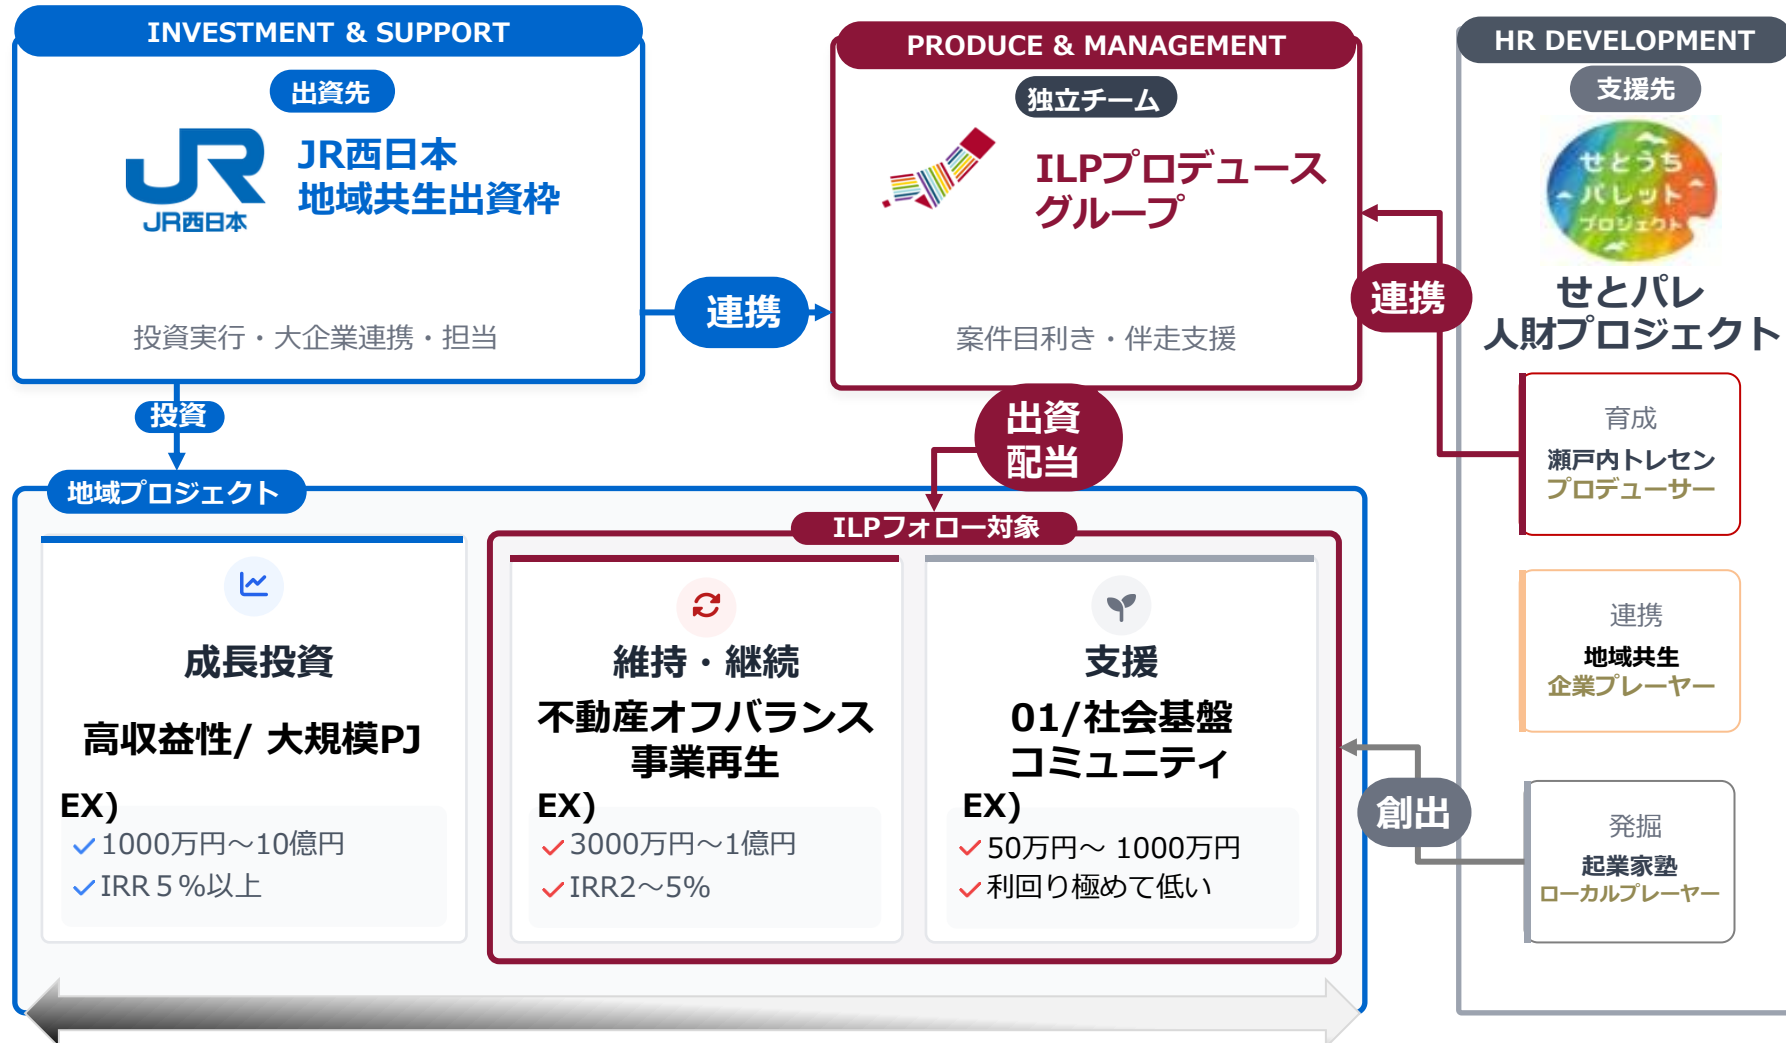 INVESTMENT & SUPPORT
出資先
JR西日本
JR西日本
地域共生出資枠
投資実行・大企業連携・担当
連携
PRODUCE & MANAGEMENT
独立チーム
ILPプロデュース
グループ
案件目利き・伴走支援
連携
HR DEVELOPMENT
支援先
せとうち
パレット
プロジェクト
せとパレ
人財プロジェクト
育成
瀬戸内トレセン
プロデューサー
連携
地域共生
企業プレーヤー
発掘
起業家塾
ローカルプレーヤー
投資
出資
配当
創出
地域プロジェクト
成長投資
高収益性/ 大規模PJ
EX)
1000万円～10億円
IRR５%以上
ILPフォロー対象
維持・継続
不動産オフバランス
事業再生
EX)
3000万円～1億円
IRR2～5%
支援
01/社会基盤
コミュニティ
EX)
50万円～ 1000万円
利回り極めて低い